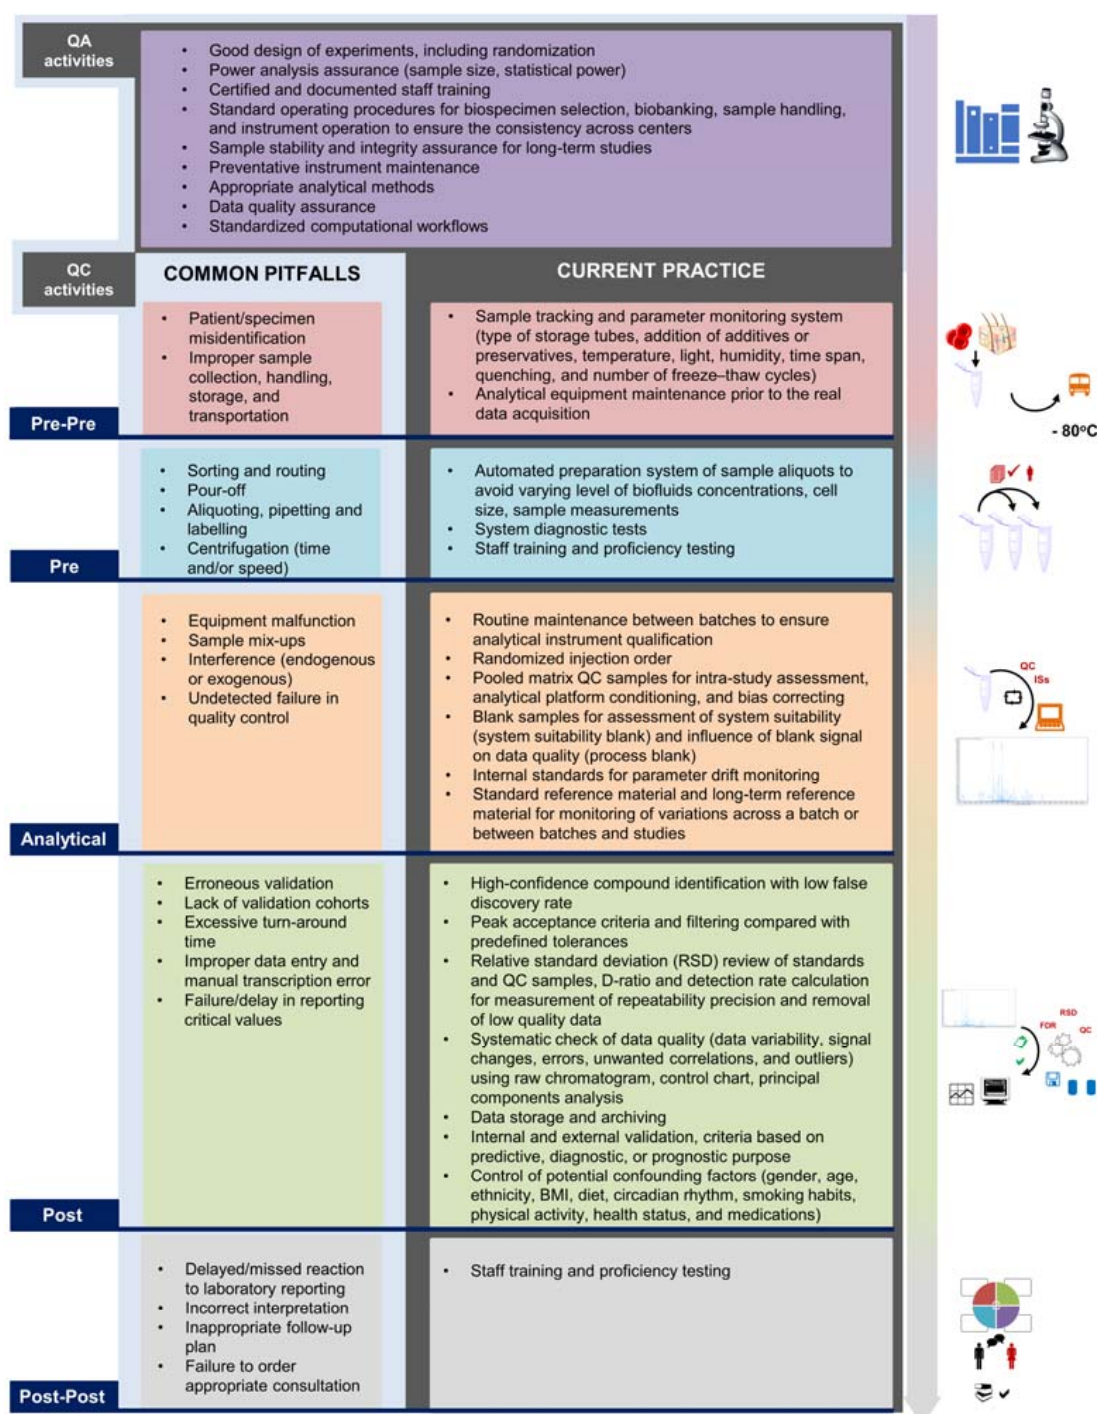 QA
activities
• Good design of experiments, including randomization
• Power analysis assurance (sample size, statistical power)
• Certified and documented staff training
• Standard operating procedures for biospecimen selection, biobanking, sample handling,
and instrument operation to ensure the consistency across centers
• Sample stability and integrity assurance for long-term studies
• Preventative instrument maintenance
• Appropriate analytical methods
• Data quality assurance
• Standardized computational workflows
QC
activities
COMMON PITFALLS
CURRENT PRACTICE
Pre-Pre
• Patient/specimen
misidentification
• Improper sample
collection, handling,
storage, and
transportation
• Sample tracking and parameter monitoring system
(type of storage tubes, addition of additives or
preservatives, temperature, light, humidity, time span,
quenching, and number of freeze–thaw cycles)
• Analytical equipment maintenance prior to the real
data acquisition
- 80°C
Pre
• Sorting and routing
• Pour-off
• Aliquoting, pipetting and
labelling
• Centrifugation (time
and/or speed)
• Automated preparation system of sample aliquots to
avoid varying level of biofluids concentrations, cell
size, sample measurements
• System diagnostic tests
• Staff training and proficiency testing
Analytical
• Equipment malfunction
• Sample mix-ups
• Interference (endogenous
or exogenous)
• Undetected failure in
quality control
• Routine maintenance between batches to ensure
analytical instrument qualification
• Randomized injection order
• Pooled matrix QC samples for intra-study assessment,
analytical platform conditioning, and bias correcting
• Blank samples for assessment of system suitability
(system suitability blank) and influence of blank signal
on data quality (process blank)
• Internal standards for parameter drift monitoring
• Standard reference material and long-term reference
material for monitoring of variations across a batch or
between batches and studies
QC
ISs
Post
• Erroneous validation
• Lack of validation cohorts
• Excessive turn-around
time
• Improper data entry and
manual transcription error
• Failure/delay in reporting
critical values
• High-confidence compound identification with low false
discovery rate
• Peak acceptance criteria and filtering compared with
predefined tolerances
• Relative standard deviation (RSD) review of standards
and QC samples, D-ratio and detection rate calculation
for measurement of repeatability precision and removal
of low quality data
• Systematic check of data quality (data variability, signal
changes, errors, unwanted correlations, and outliers)
using raw chromatogram, control chart, principal
components analysis
• Data storage and archiving
• Internal and external validation, criteria based on
predictive, diagnostic, or prognostic purpose
• Control of potential confounding factors (gender, age,
ethnicity, BMI, diet, circadian rhythm, smoking habits,
physical activity, health status, and medications)
RSD
FDR
QC
Post-Post
• Delayed/missed reaction
to laboratory reporting
• Incorrect interpretation
• Inappropriate follow-up
plan
• Failure to order
appropriate consultation
• Staff training and proficiency testing